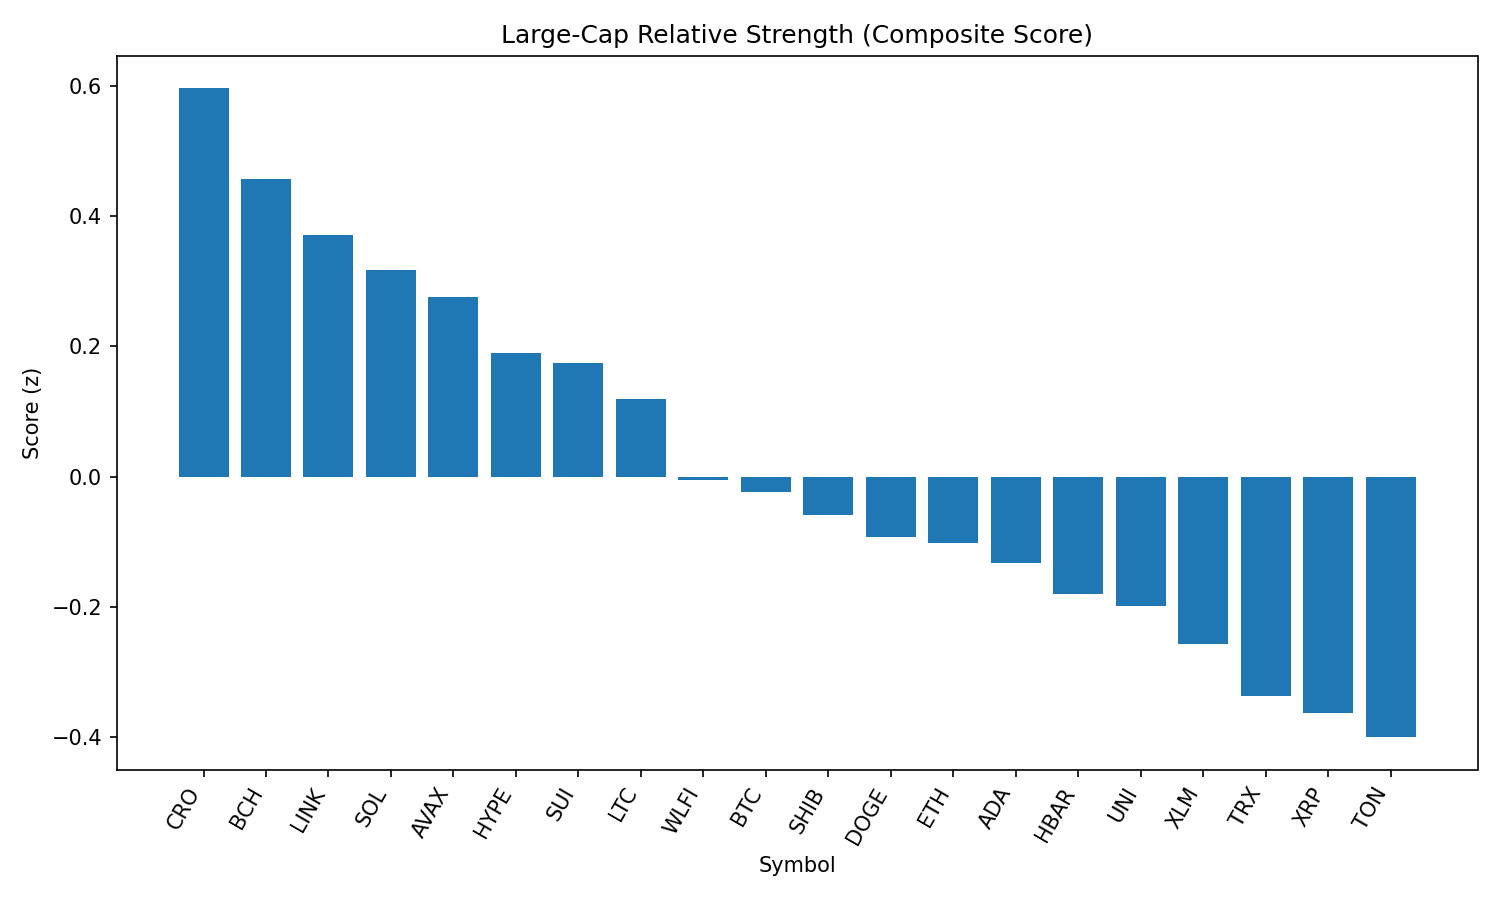 Large-Cap Relative Strength (Composite Score)
Score (z)
0.6
0.4
0.2
0.0
−0.2
−0.4
CRO
BCH
LINK
SOL
AVAX
HYPE
SUI
LTC
WLFI
BTC
SHIB
DOGE
ETH
ADA
HBAR
UNI
XLM
TRX
XRP
TON
Symbol